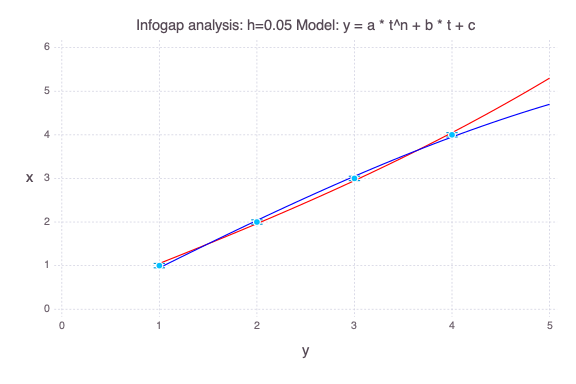 Infogap analysis: h=0.05 Model: y = a * t^n + b * t + c
6
5
4
x
3
2
1
0
0 1 2 3 4 5
y